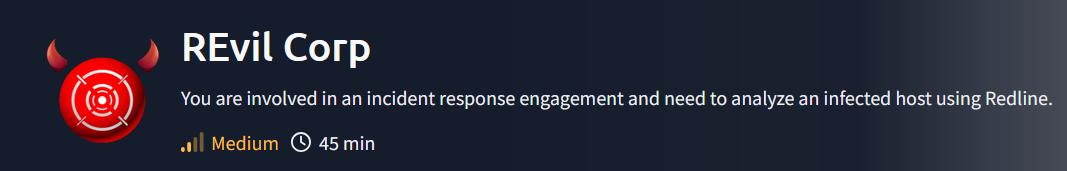 REvil Corp
You are involved in an incident response engagement and need to analyze an infected host using Redline.
Medium 45 min